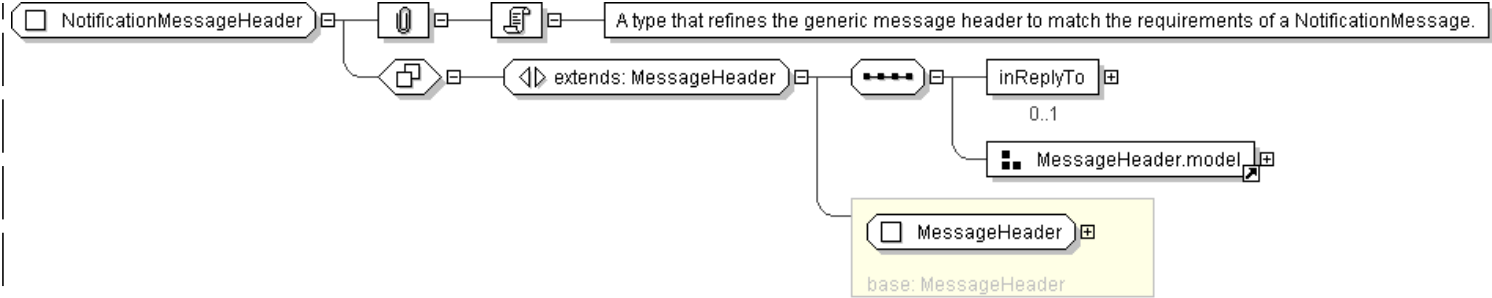 NotificationMessageHeader
A type that refines the generic message header to match the requirements of a NotificationMessage.
extends: MessageHeader
inReplyTo
0..1
MessageHeader.model
MessageHeader
base: MessageHeader